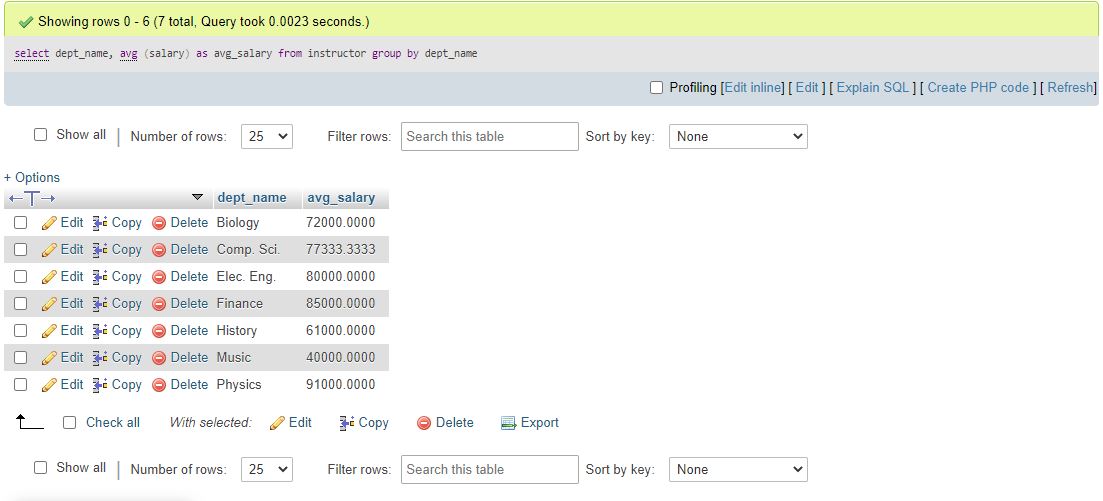 Showing rows 0 - 6 (7 total, Query took 0.0023 seconds.)
select dept_name, avg (salary) as avg_salary from instructor group by dept_name
Profiling [Edit inline] [ Edit ] [ Explain SQL ] [ Create PHP code ] [ Refresh]
Show all | Number of rows: 25 Filter rows: Search this table Sort by key: None
+ Options
←T→ dept_name avg_salary
Edit Copy Delete Biology 72000.0000
Edit Copy Delete Comp. Sci. 77333.3333
Edit Copy Delete Elec. Eng. 80000.0000
Edit Copy Delete Finance 85000.0000
Edit Copy Delete History 61000.0000
Edit Copy Delete Music 40000.0000
Edit Copy Delete Physics 91000.0000
Check all With selected: Edit Copy Delete Export
Show all | Number of rows: 25 Filter rows: Search this table Sort by key: None